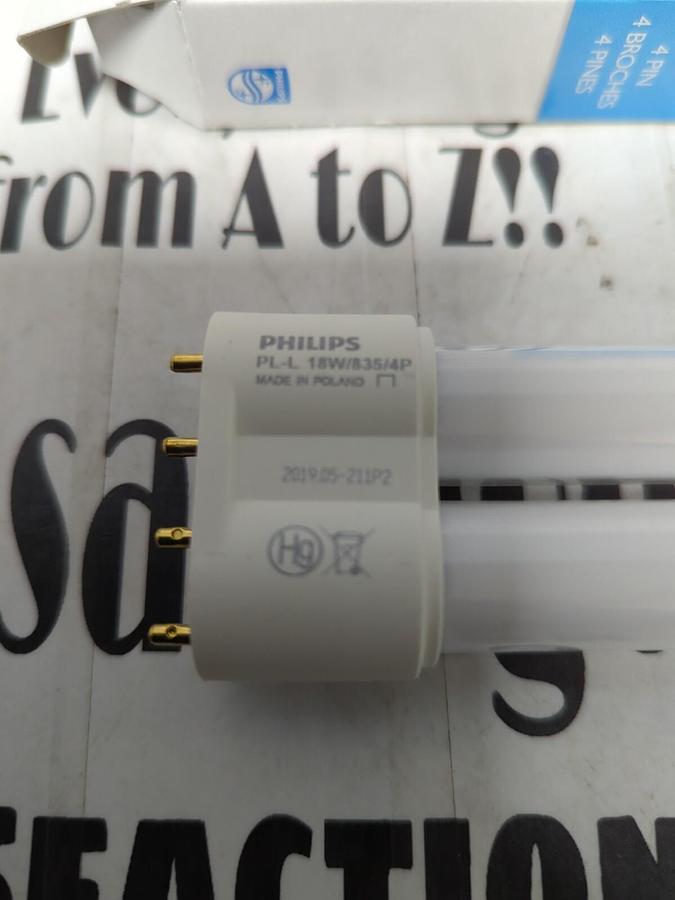 4 PIN
4 BROCHES
4 PINES
from A to Z!!
PHILIPS
PL-L 18W/835/4P
MADE IN POLAND
2019.05-211P2
Hg